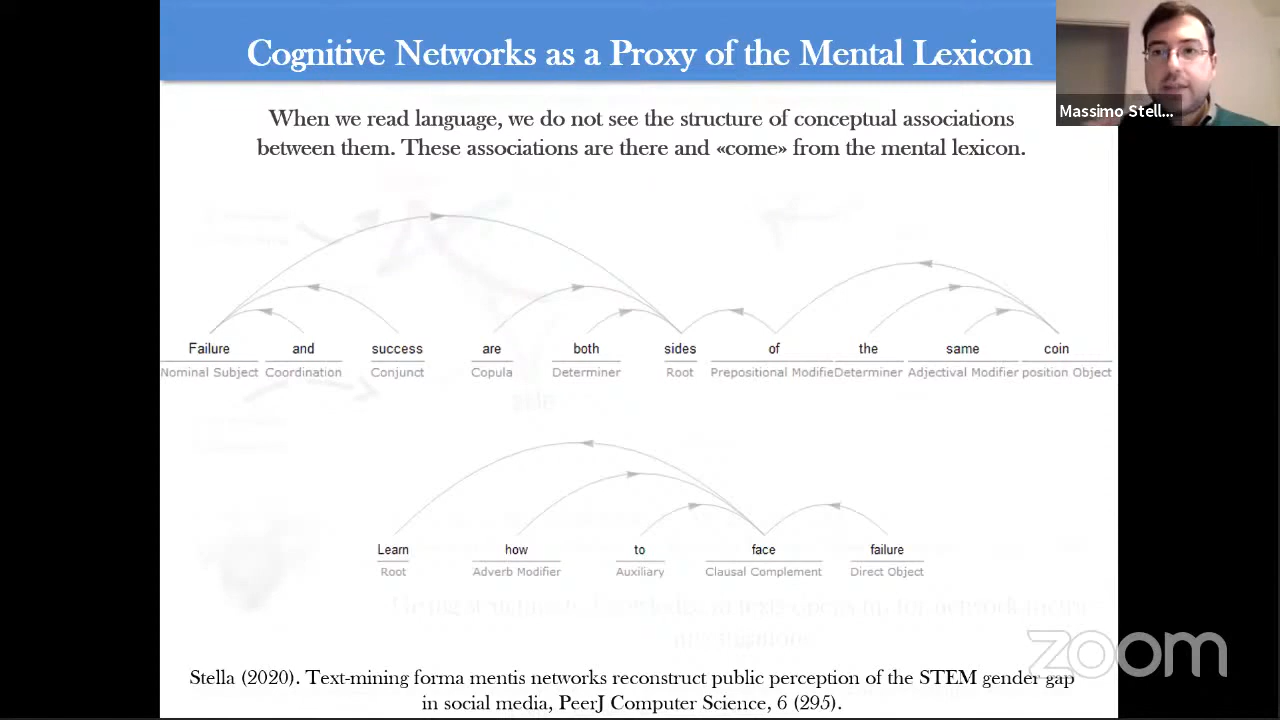 Cognitive Networks as a Proxy of the Mental Lexicon
Massimo Stell...
When we read language, we do not see the structure of conceptual associations
between them. These associations are there and «come» from the mental lexicon.
Failure and success are both sides of the same coin
Nominal Subject Coordination Conjunct Copula Determiner Root Prepositional Modifie Determiner Adjectival Modifier position Object
Learn how to face failure
Root Adverb Modifier Auxiliary Clausal Complement Direct Object
zoom
Stella (2020). Text-mining forma mentis networks reconstruct public perception of the STEM gender gap
in social media, PeerJ Computer Science, 6 (295).